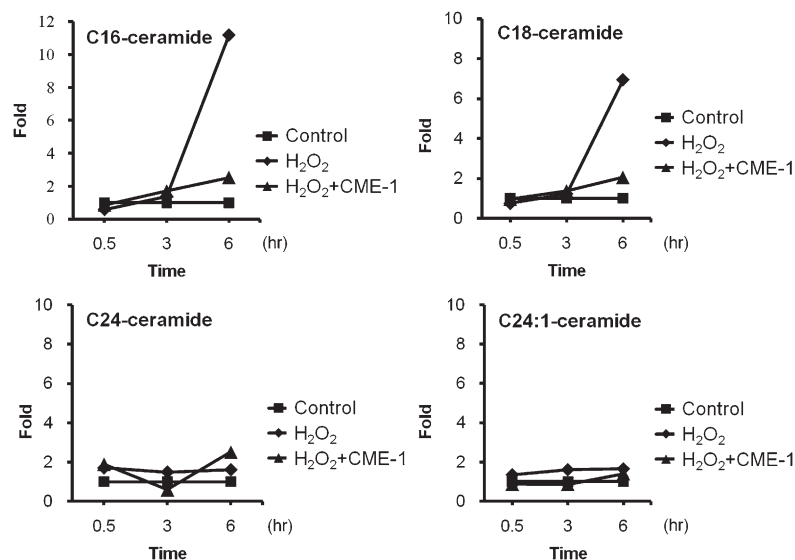 C16-ceramide
12
10
8
6
4
2
0
Fold
0.5 3 6 (hr)
Time
Control
H₂O₂
H₂O₂+CME-1
C18-ceramide
10
8
6
4
2
0
Fold
0.5 3 6 (hr)
Time
Control
H₂O₂
H₂O₂+CME-1
C24-ceramide
10
8
6
4
2
0
Fold
0.5 3 6 (hr)
Time
Control
H₂O₂
H₂O₂+CME-1
C24:1-ceramide
10
8
6
4
2
0
Fold
0.5 3 6 (hr)
Time
Control
H₂O₂
H₂O₂+CME-1